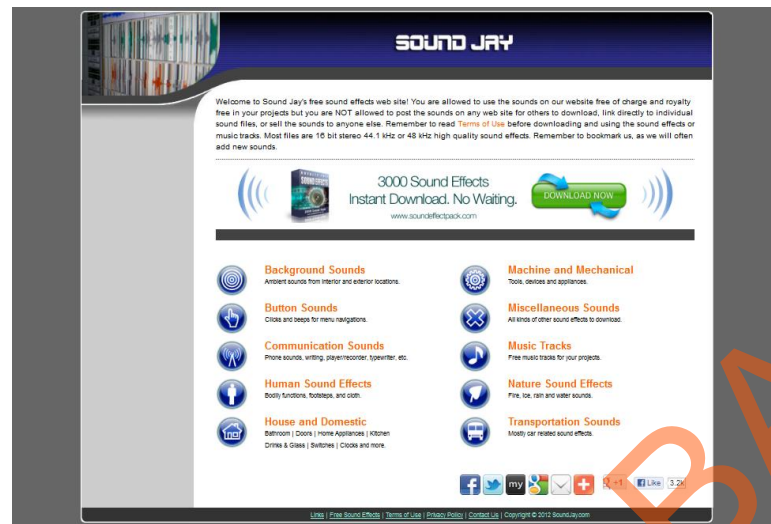 SOUND JAY
Welcome to Sound Jay's free sound effects web site! You are allowed to use the sounds on our website free of charge and royalty
free in your projects but you are NOT allowed to post the sounds on any web site for others to download, link directly to individual
sound files, or sell the sounds to anyone else. Remember to read Terms of Use before downloading and using the sound effects or
music tracks. Most files are 16 bit stereo 44.1 kHz or 48 kHz high quality sound effects. Remember to bookmark us, as we will often
add new sounds.
SOUND EFFECTS
3000 Sound Effects
Instant Download. No Waiting.
www.soundeffectpack.com
DOWNLOAD NOW
Background Sounds
Ambient sounds from interior and exterior locations.
Button Sounds
Clicks and beeps for menu navigations.
Communication Sounds
Phone sounds, writing, player/recorder, typewriter, etc.
Human Sound Effects
Bodily functions, footsteps, and cloth.
House and Domestic
Bathroom | Doors | Home Appliances | Kitchen
Drinks & Glass | Switches | Clocks and more.
Machine and Mechanical
Tools, devices and appliances.
Miscellaneous Sounds
All kinds of other sound effects to download.
Music Tracks
Free music tracks for your projects.
Nature Sound Effects
Fire, ice, rain and water sounds.
Transportation Sounds
Mostly car related sound effects.
f my g +1 Like 3.2k
Links | Free Sound Effects | Terms of Use | Privacy Policy | Contact Us | Copyright © 2012 SoundJay.com